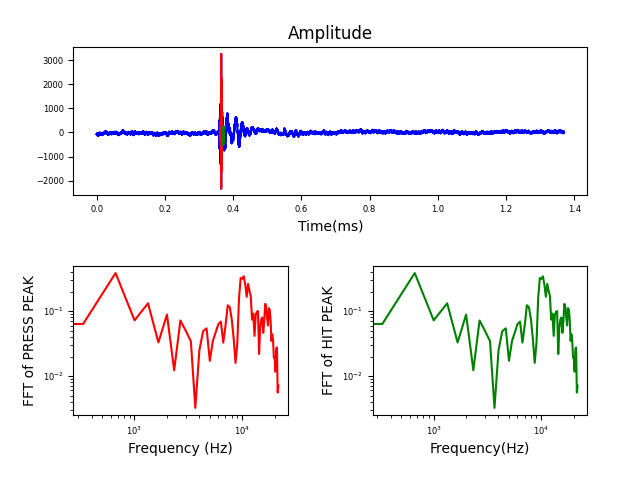 Amplitude
3000
2000
1000
0
−1000
−2000
0.0 0.2 0.4 0.6 0.8 1.0 1.2 1.4
Time(ms)
FFT of PRESS PEAK
10⁻¹
10⁻²
10³ 10⁴
Frequency (Hz)
FFT of HIT PEAK
10⁻¹
10⁻²
10³ 10⁴
Frequency(Hz)